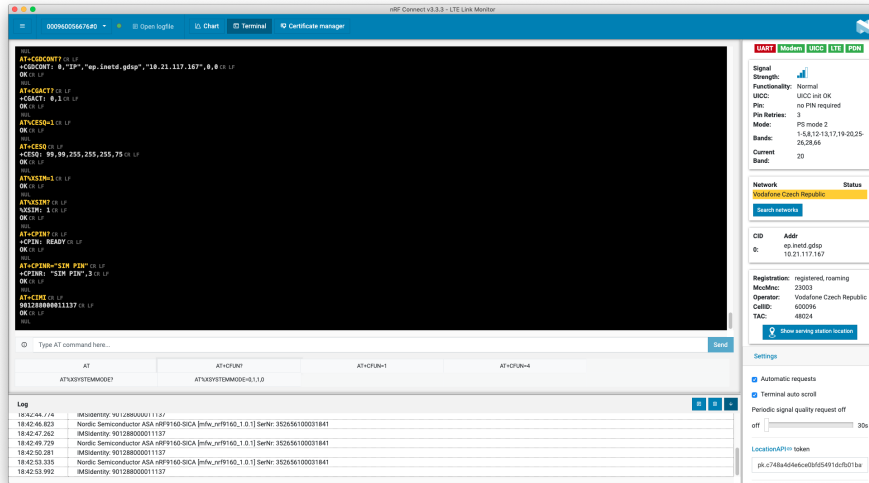 nRF Connect v3.3.3 - LTE Link Monitor
000960056676#0 Open logfile Chart Terminal Certificate manager
NUL
AT+CGDCONT? CR LF
+CGDCONT: 0,"IP","ep.inetd.gdsp","10.21.117.167",0,0 CR LF
OK CR LF
NUL
AT+CGACT? CR LF
+CGACT: 0,1 CR LF
OK CR LF
NUL
AT%CESQ=1 CR LF
OK CR LF
NUL
AT+CESQ CR LF
+CESQ: 99,99,255,255,255,75 CR LF
OK CR LF
NUL
AT%XSIM=1 CR LF
OK CR LF
NUL
AT%XSIM? CR LF
%XSIM: 1 CR LF
OK CR LF
NUL
AT+CPIN? CR LF
+CPIN: READY CR LF
OK CR LF
NUL
AT+CPINR="SIM PIN" CR LF
+CPINR: "SIM PIN",3 CR LF
OK CR LF
NUL
AT+CIMI CR LF
901288000011137 CR LF
OK CR LF
NUL
Type AT command here...
Send
AT AT+CFUN? AT+CFUN=1 AT+CFUN=4
AT%XSYSTEMMODE? AT%XSYSTEMMODE=0,1,1,0
Log
18:42:44.774 IMSIdentity: 901288000011137
18:42:46.823 Nordic Semiconductor ASA nRF9160-SICA [mfw_nrf9160_1.0.1] SerNr: 352656100031841
18:42:47.262 IMSIdentity: 901288000011137
18:42:49.729 Nordic Semiconductor ASA nRF9160-SICA [mfw_nrf9160_1.0.1] SerNr: 352656100031841
18:42:50.281 IMSIdentity: 901288000011137
18:42:53.335 Nordic Semiconductor ASA nRF9160-SICA [mfw_nrf9160_1.0.1] SerNr: 352656100031841
18:42:53.992 IMSIdentity: 901288000011137
UART Modem UICC LTE PDN
Signal
Strength:
Functionality: Normal
UICC: UICC init OK
Pin: no PIN required
Pin Retries: 3
Mode: PS mode 2
Bands: 1-5,8,12-13,17,19-20,25-
26,28,66
Current
Band: 20
Network Status
Vodafone Czech Republic
Search networks
CID Addr
0: ep.inetd.gdsp
10.21.117.167
Registration: registered, roaming
MccMnc: 23003
Operator: Vodafone Czech Republic
CellID: 600096
TAC: 48024
Show serving station location
Settings
Automatic requests
Terminal auto scroll
Periodic signal quality request off
off 30s
LocationAPI token
pk.c748a4d4e6ce0bfd5491dcfb01ba